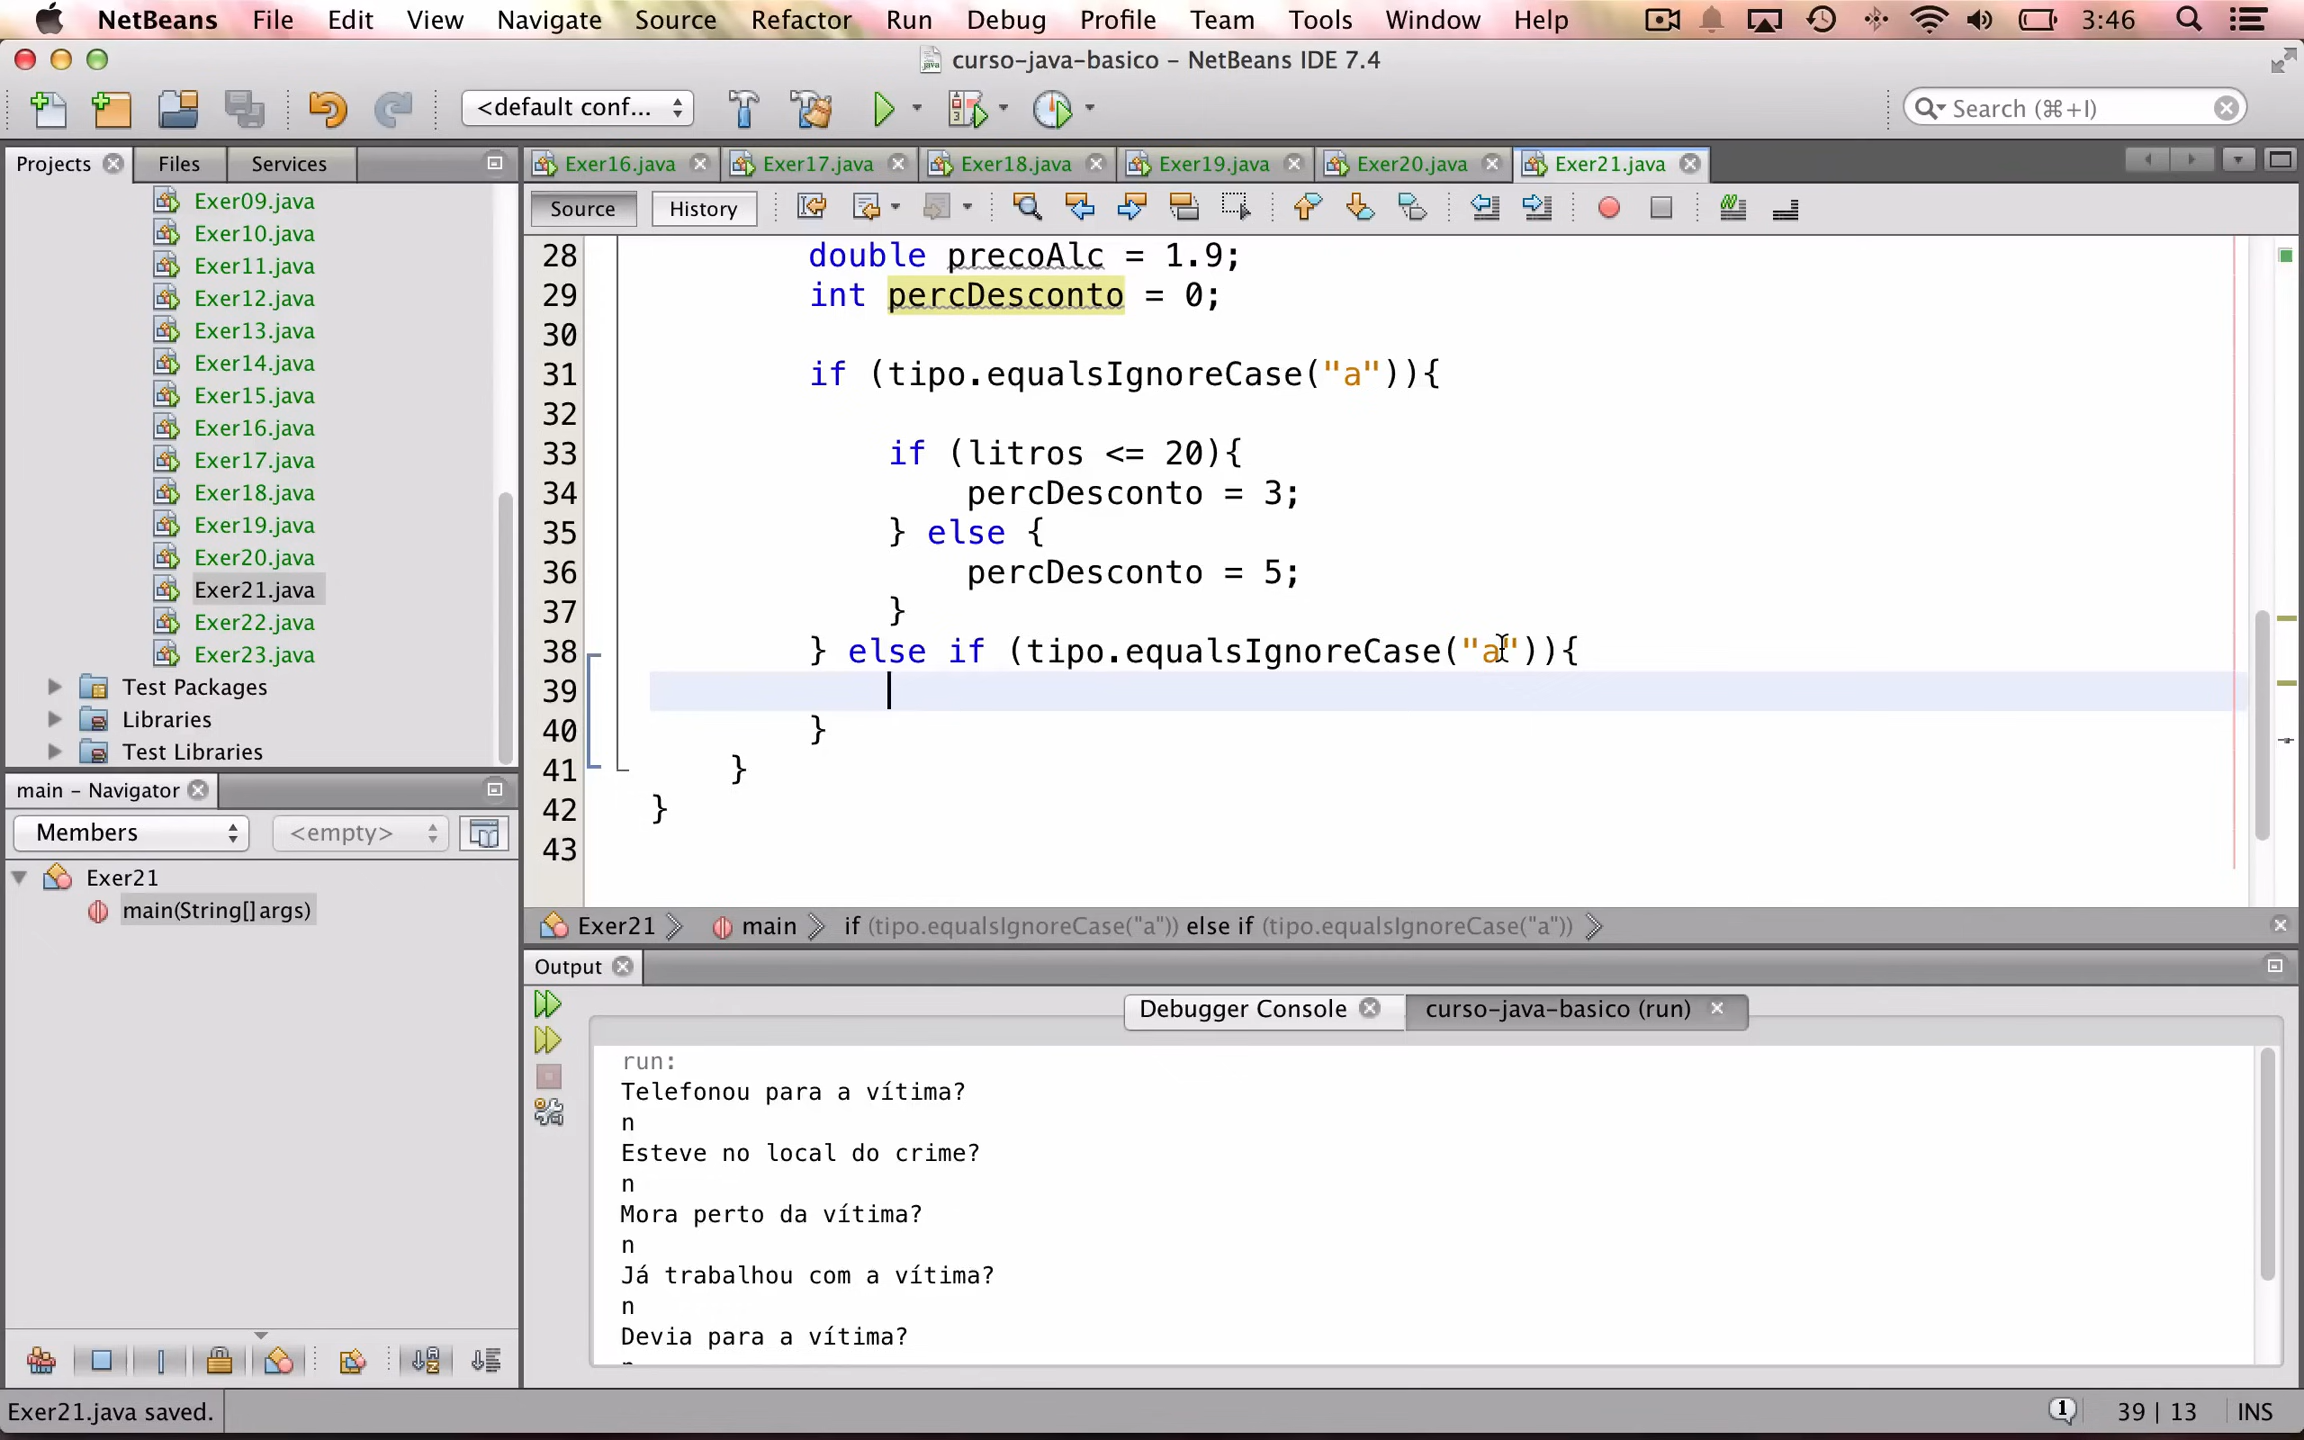 NetBeans File Edit View Navigate Source Refactor Run Debug Profile Team Tools Window Help 3:46
curso-java-basico - NetBeans IDE 7.4
<default conf... Search (⌘+I)
Projects Files Services
Exer16.java Exer17.java Exer18.java Exer19.java Exer20.java Exer21.java
Source History
Exer09.java
Exer10.java
Exer11.java
Exer12.java
Exer13.java
Exer14.java
Exer15.java
Exer16.java
Exer17.java
Exer18.java
Exer19.java
Exer20.java
Exer21.java
Exer22.java
Exer23.java
Test Packages
Libraries
Test Libraries
28 double precoAlc = 1.9;
29 int percDesconto = 0;
30
31 if (tipo.equalsIgnoreCase("a")){
32
33 if (litros <= 20){
34 percDesconto = 3;
35 } else {
36 percDesconto = 5;
37 }
38 } else if (tipo.equalsIgnoreCase("a")){
39
40 }
41 }
42 }
43
main - Navigator
Members <empty>
Exer21
main(String[] args)
Exer21 main if (tipo.equalsIgnoreCase("a")) else if (tipo.equalsIgnoreCase("a"))
Output
Debugger Console curso-java-basico (run)
run:
Telefonou para a vítima?
n
Esteve no local do crime?
n
Mora perto da vítima?
n
Já trabalhou com a vítima?
n
Devia para a vítima?
Exer21.java saved. 1 39 | 13 INS